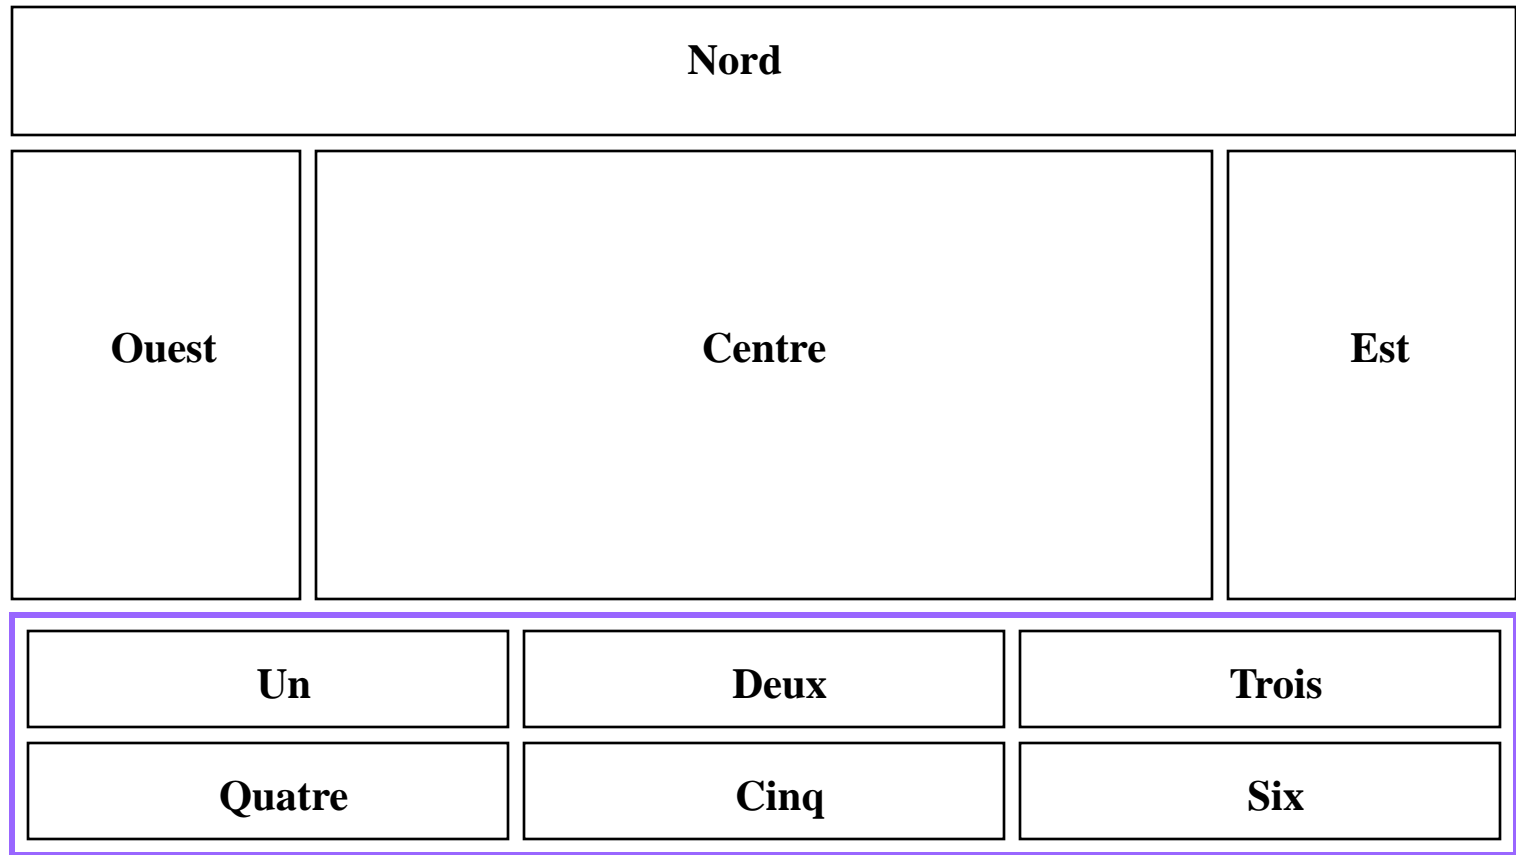 Nord
Ouest
Centre
Est
Un
Deux
Trois
Quatre
Cinq
Six